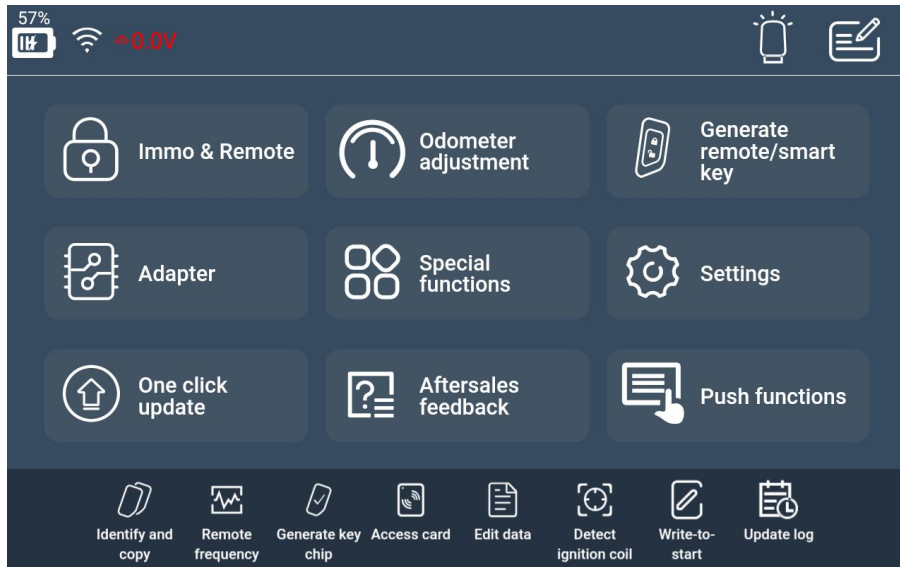 57%
0.0V
Immo & Remote
Odometer
adjustment
Generate
remote/smart
key
Adapter
Special
functions
Settings
One click
update
Aftersales
feedback
Push functions
Identify and
copy
Remote
frequency
Generate key
chip
Access card
Edit data
Detect
ignition coil
Write-to-
start
Update log